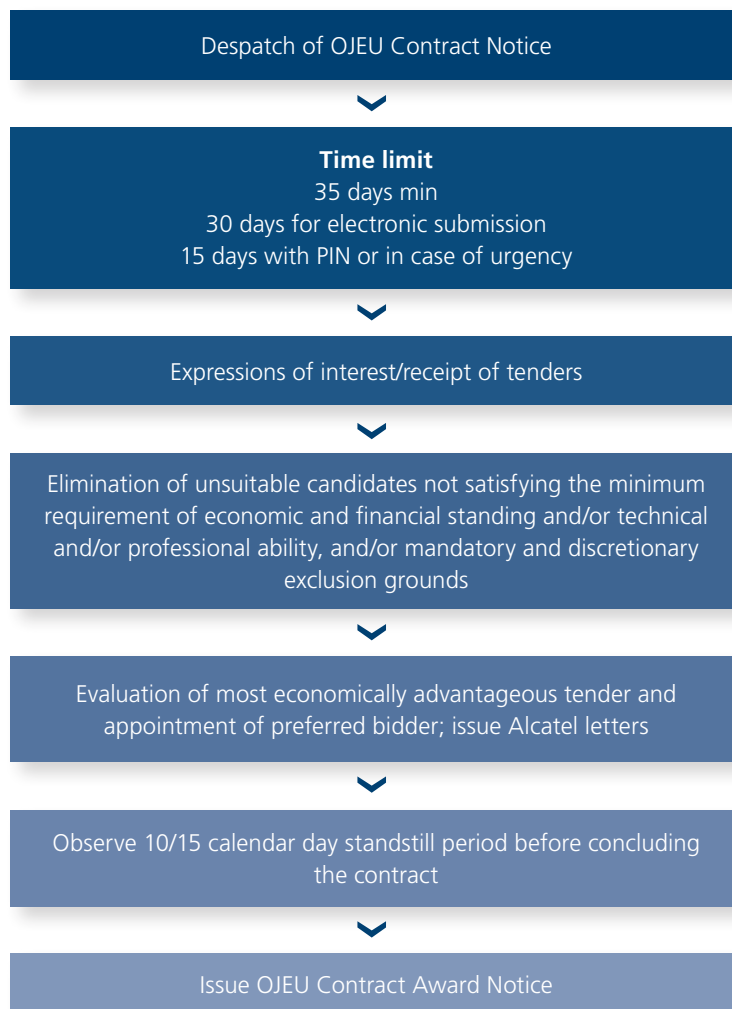 Despatch of OJEU Contract Notice
Time limit
35 days min
30 days for electronic submission
15 days with PIN or in case of urgency
Expressions of interest/receipt of tenders
Elimination of unsuitable candidates not satisfying the minimum
requirement of economic and financial standing and/or technical
and/or professional ability, and/or mandatory and discretionary
exclusion grounds
Evaluation of most economically advantageous tender and
appointment of preferred bidder; issue Alcatel letters
Observe 10/15 calendar day standstill period before concluding
the contract
Issue OJEU Contract Award Notice